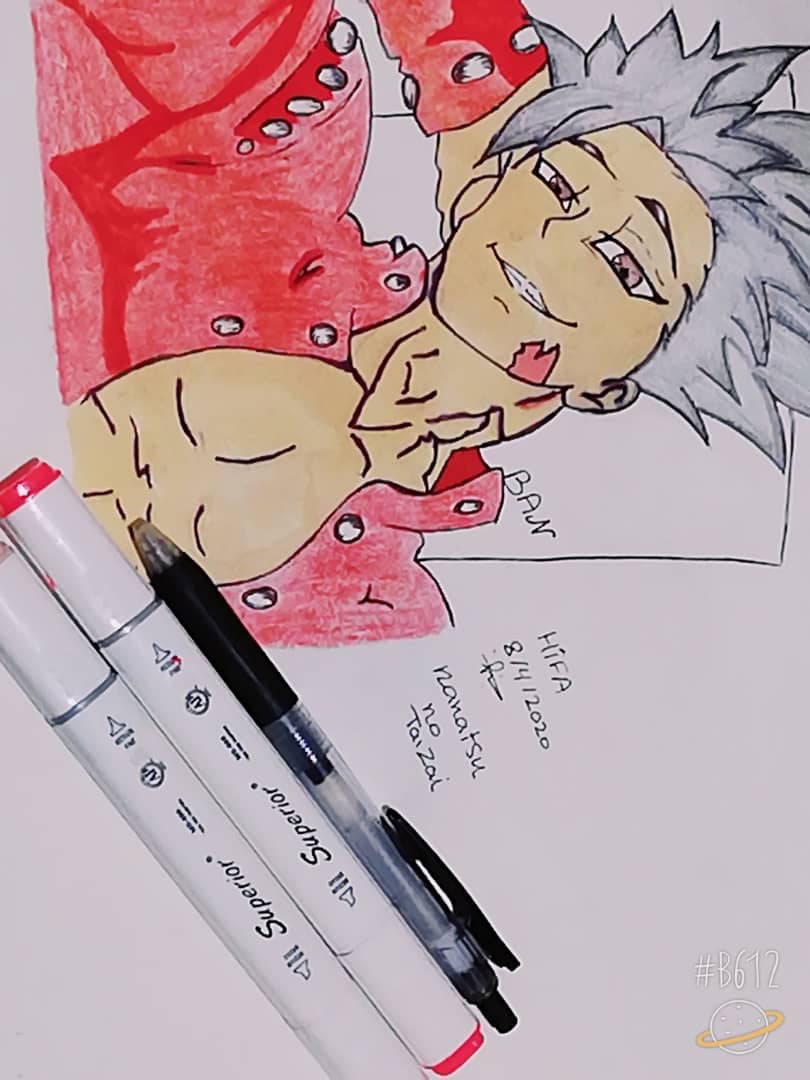 BAN
HiFA
8/4/2020
nanatsu
no
Taizai
Superior
Superior
#B612